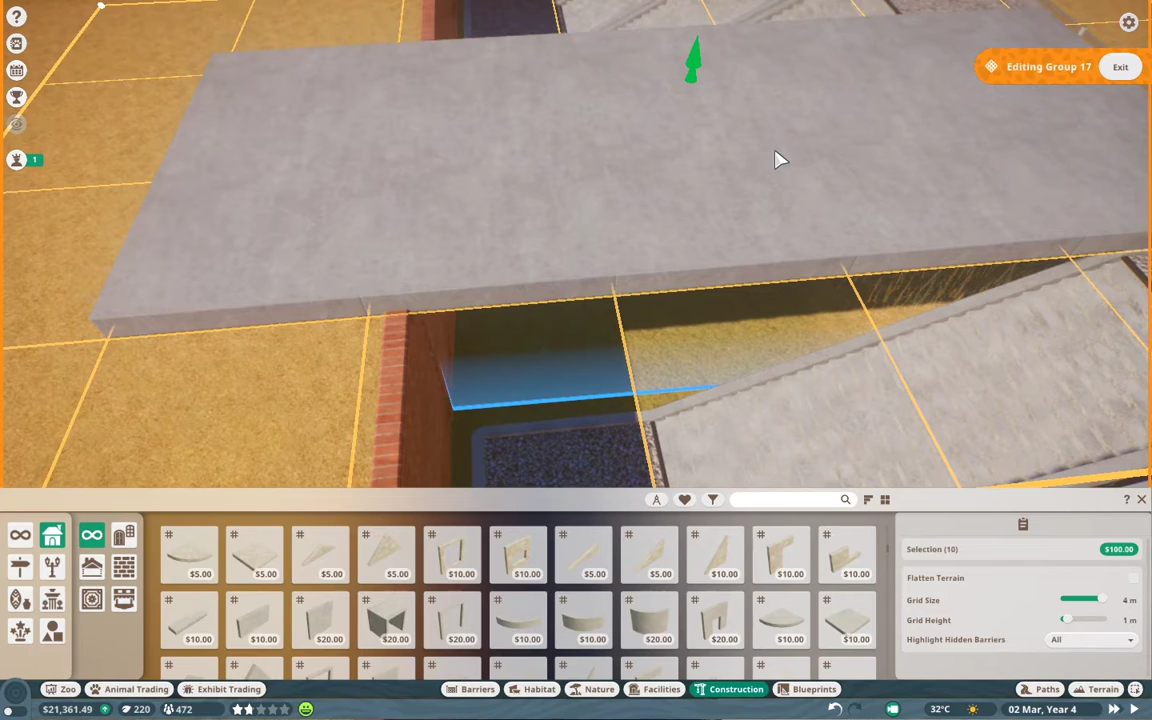 ?
Editing Group 17
Exit
1
? ×
$5.00 $5.00 $5.00 $5.00 $10.00 $10.00 $5.00 $5.00 $10.00 $10.00 $10.00
$10.00 $10.00 $20.00 $20.00 $20.00 $10.00 $10.00 $20.00 $10.00 $10.00 $10.00
Selection (10) $100.00
Flatten Terrain
Grid Size 4 m
Grid Height 1 m
Highlight Hidden Barriers All
Zoo Animal Trading Exhibit Trading Barriers Habitat Nature Facilities Construction Blueprints Paths Terrain
$21,361.49 220 472 32°C 02 Mar, Year 4